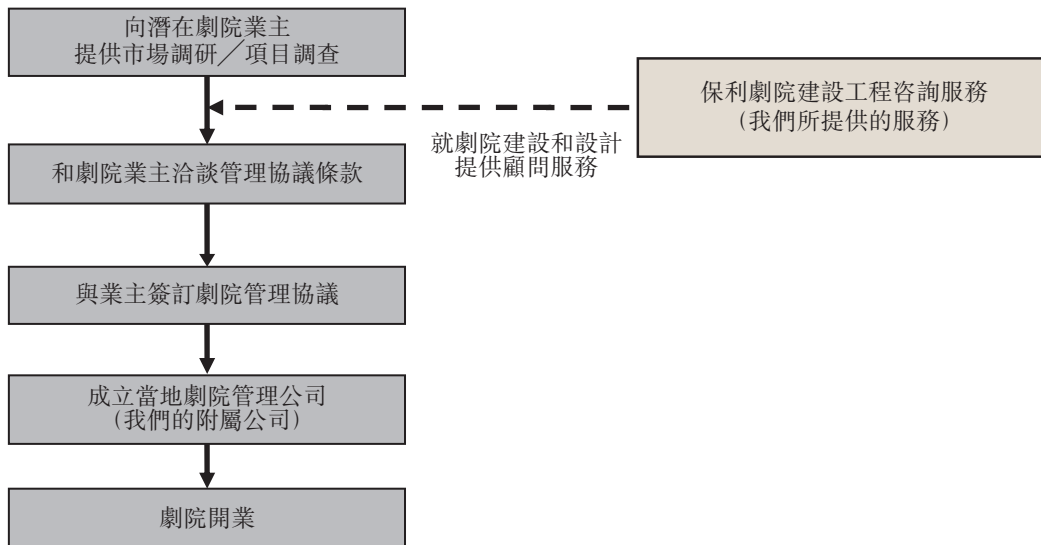 向潛在劇院業主
提供市場調研／項目調查
保利劇院建設工程咨詢服務
（我們所提供的服務）
就劇院建設和設計
提供顧問服務
和劇院業主洽談管理協議條款
與業主簽訂劇院管理協議
成立當地劇院管理公司
（我們的附屬公司）
劇院開業